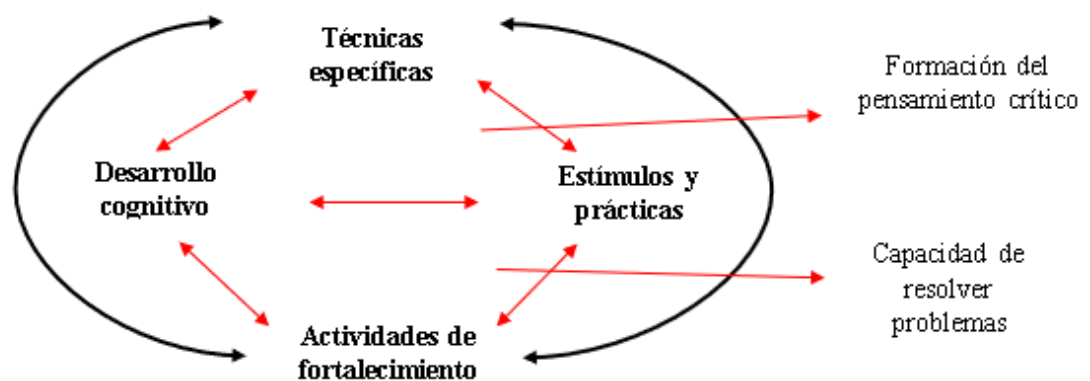 Técnicas
específicas
Formación del
pensamiento crítico
Desarrollo
cognitivo
Estímulos y
prácticas
Capacidad de
resolver
problemas
Actividades de
fortalecimiento